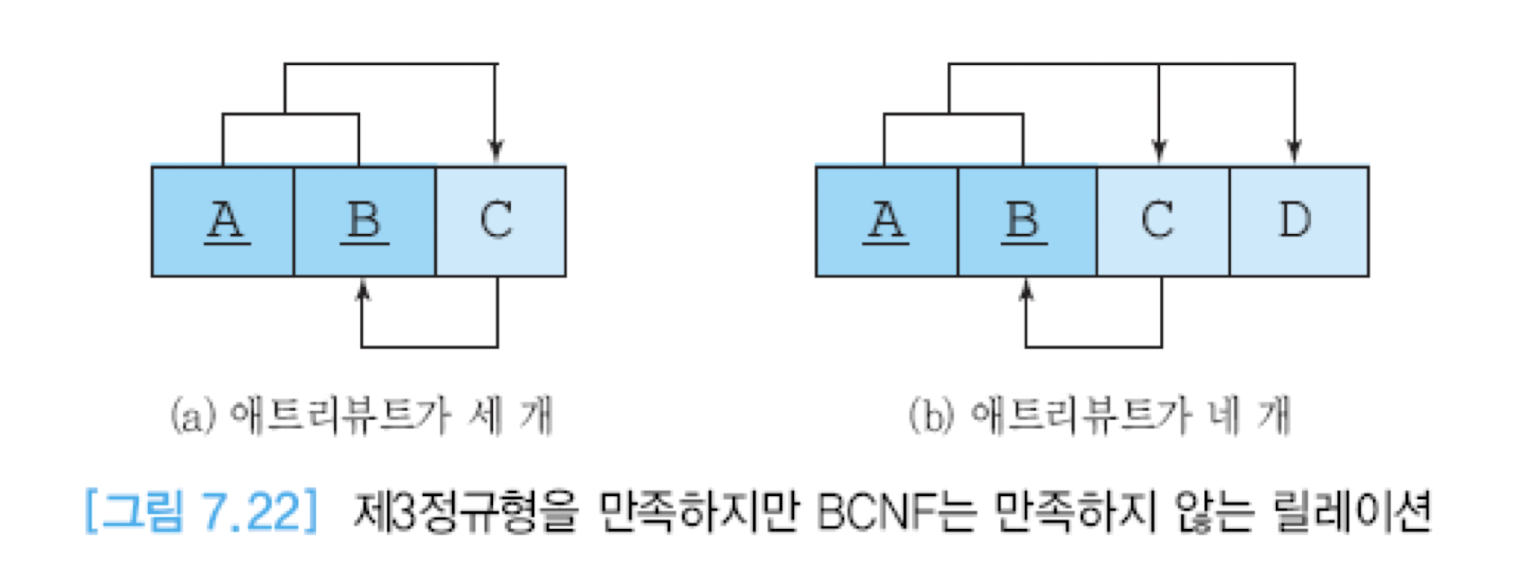 A B C
A B C D
(a) 애트리뷰트가 세 개
(b) 애트리뷰트가 네 개
[그림 7.22] 제3정규형을 만족하지만 BCNF는 만족하지 않는 릴레이션